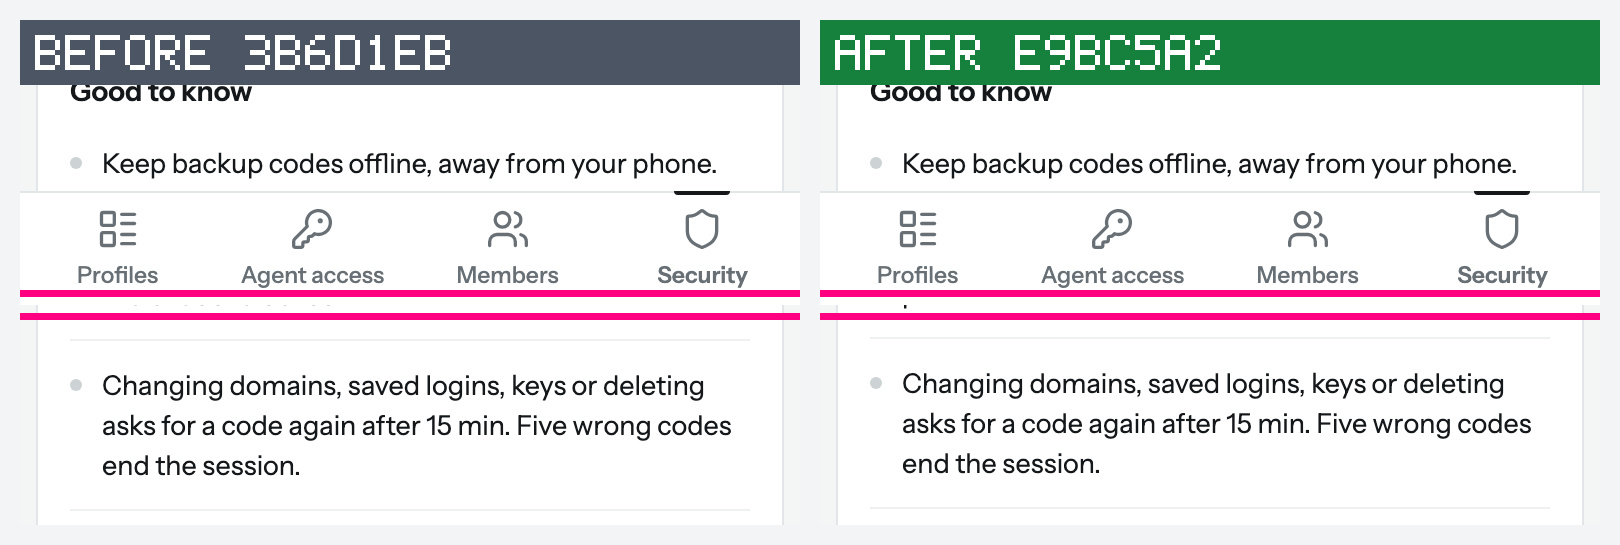 BEFORE 3B6D1EB
Good to know
Keep backup codes offline, away from your phone.
Profiles Agent access Members Security
Changing domains, saved logins, keys or deleting
asks for a code again after 15 min. Five wrong codes
end the session.
AFTER E9BC5A2
Good to know
Keep backup codes offline, away from your phone.
Profiles Agent access Members Security
Changing domains, saved logins, keys or deleting
asks for a code again after 15 min. Five wrong codes
end the session.